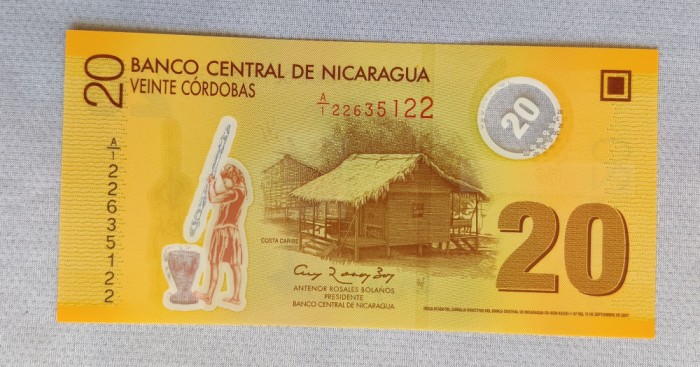 20
BANCO CENTRAL DE NICARAGUA
VEINTE CÓRDOBAS
A/1 22635122
20
A/1 22635122
COSTA CARIBE
ANTENOR ROSALES BOLAÑOS
PRESIDENTE
BANCO CENTRAL DE NICARAGUA
20